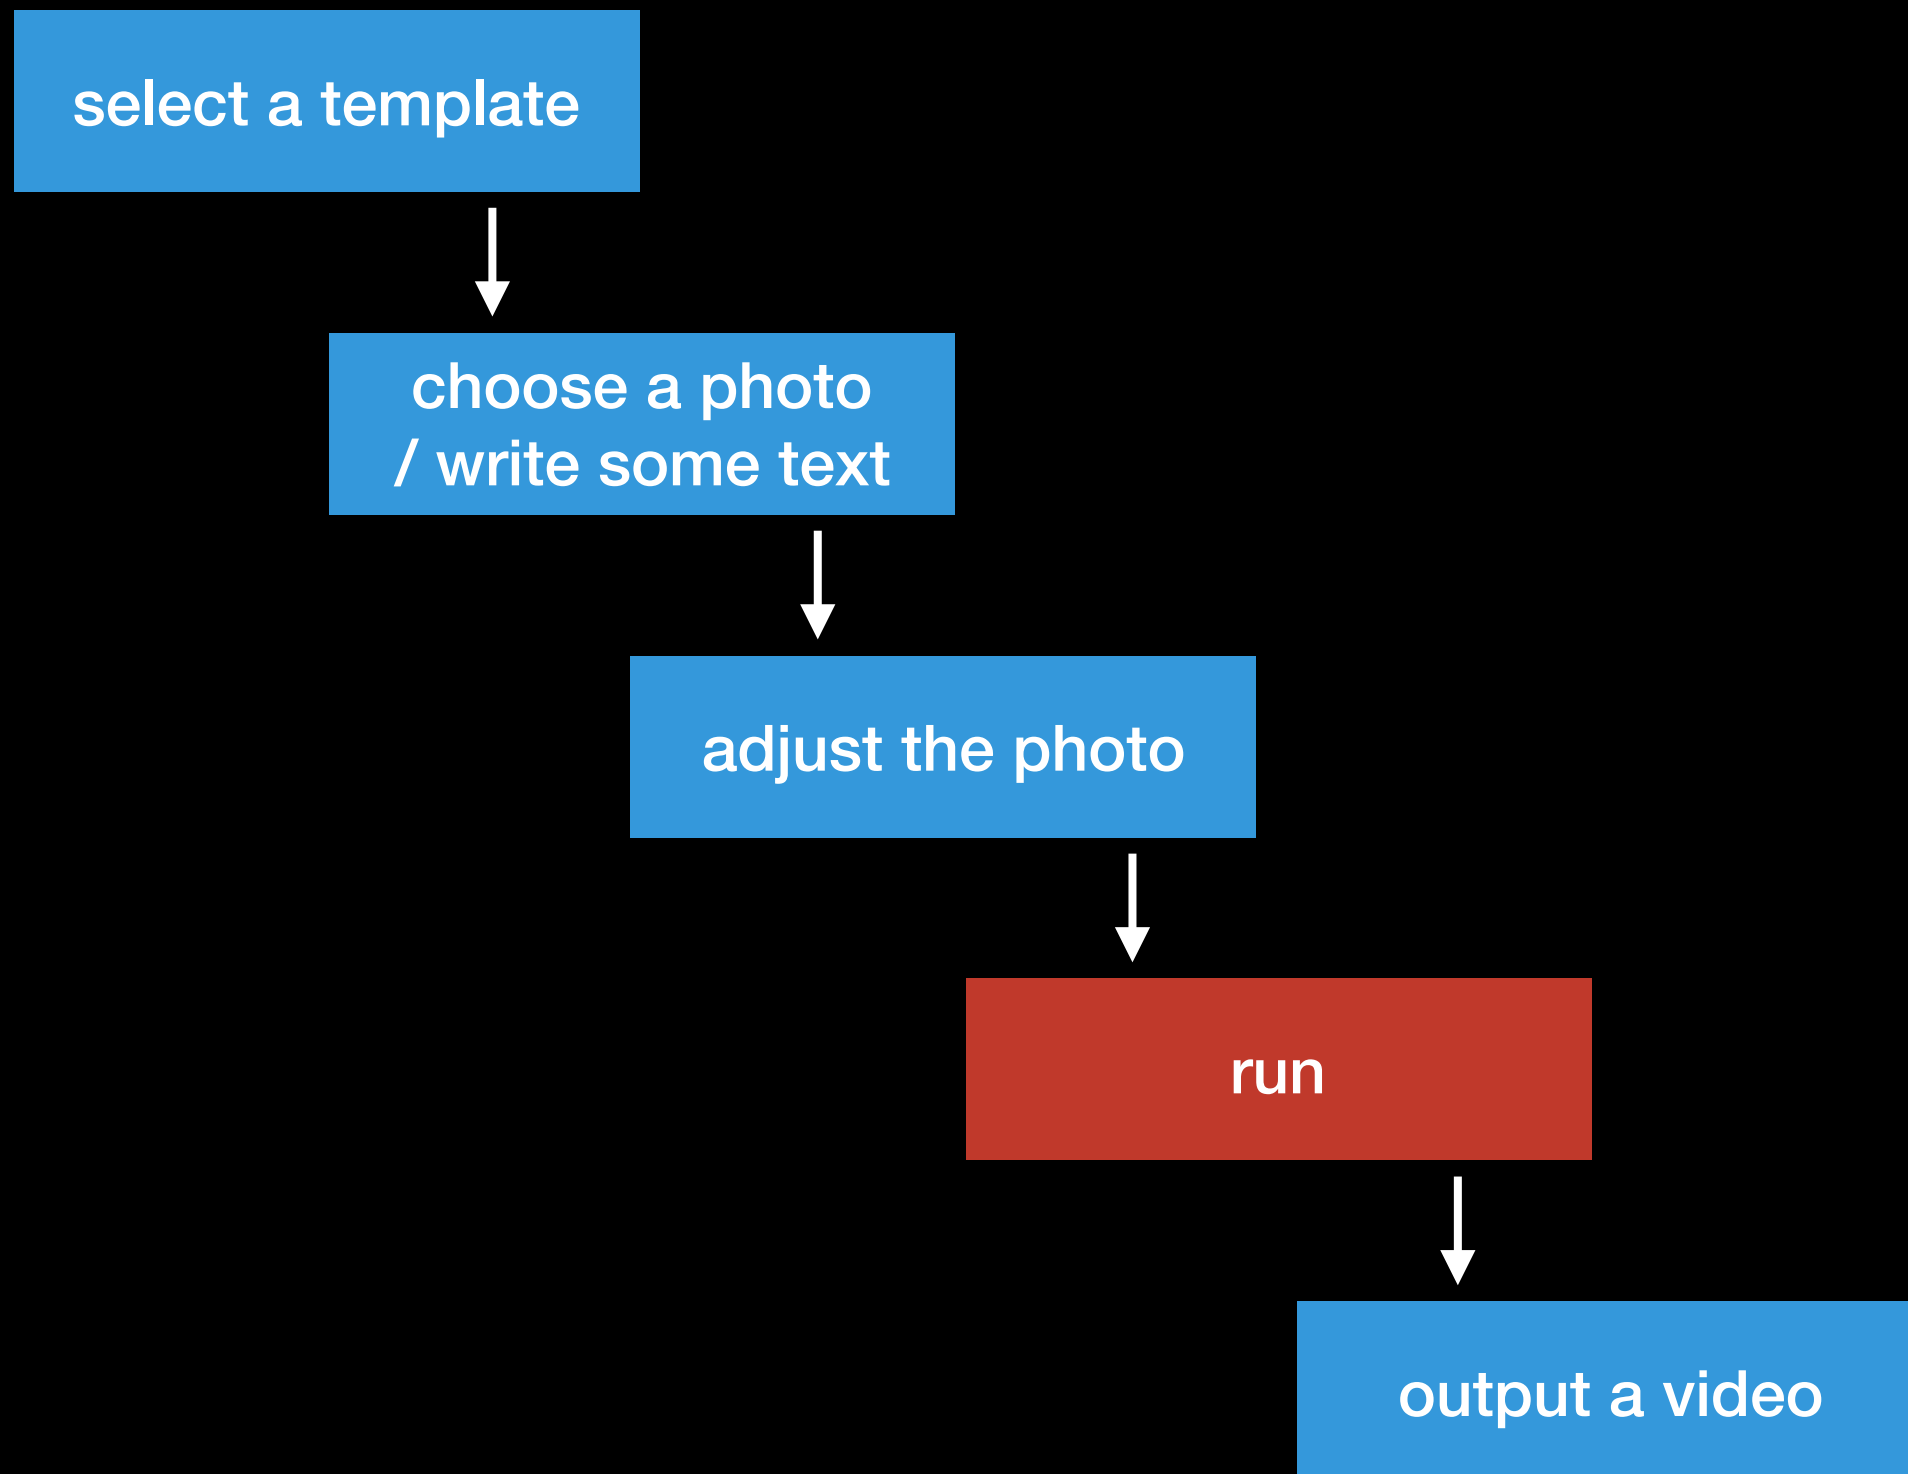 select a template
choose a photo
/ write some text
adjust the photo
run
output a video